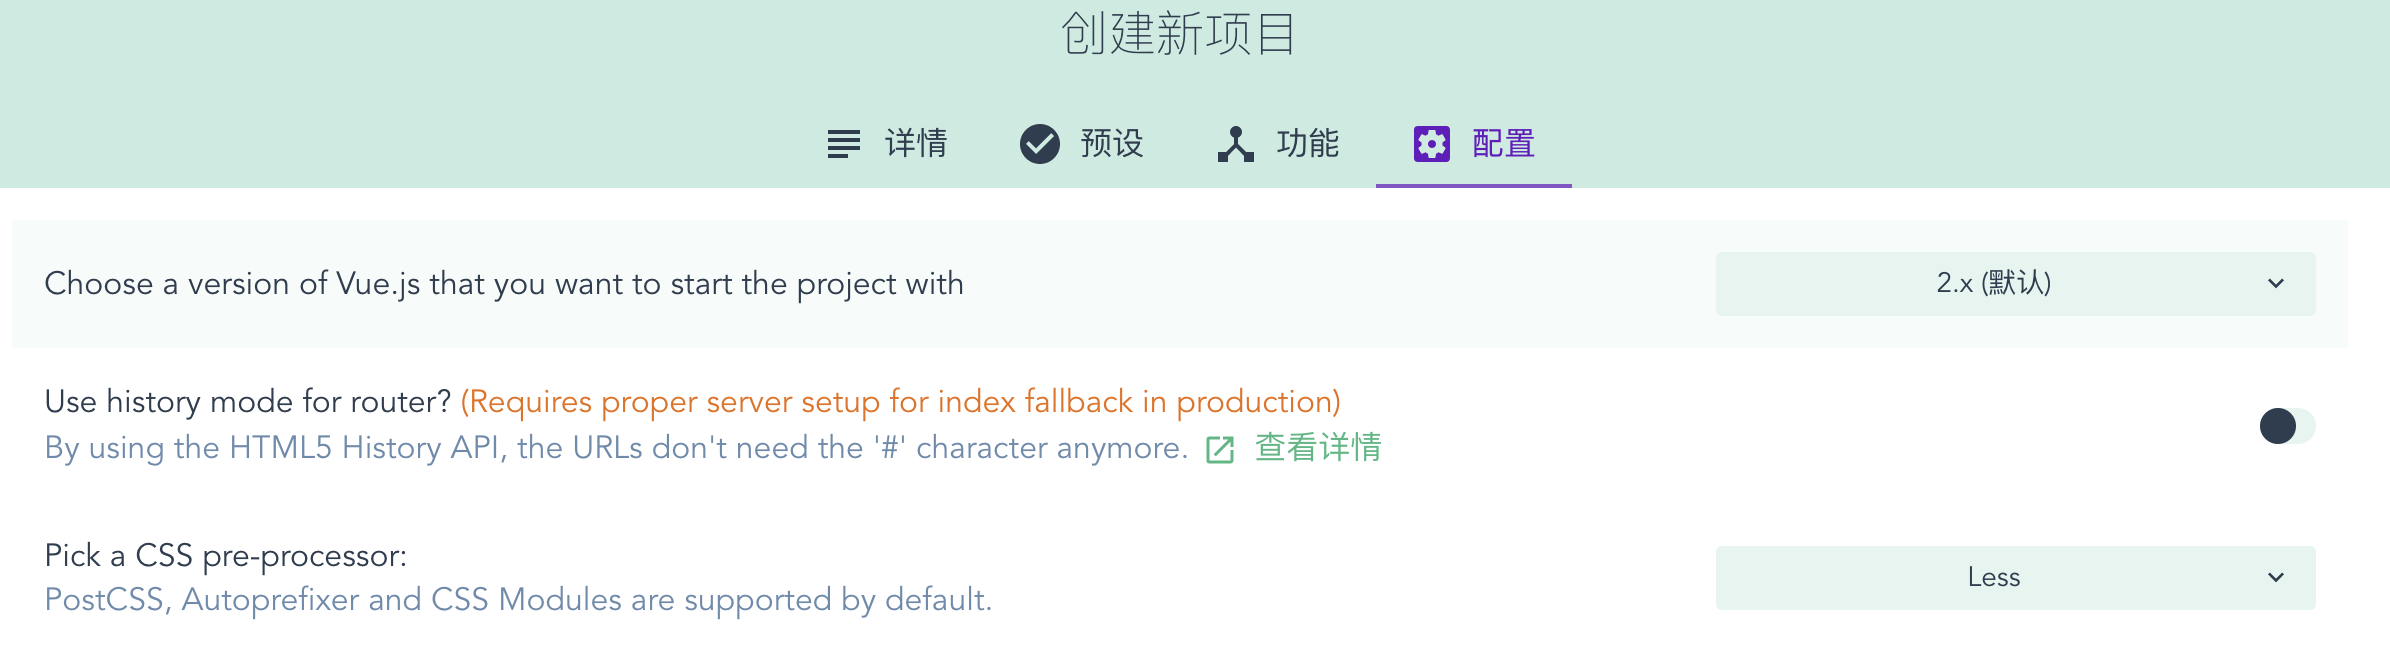 创建新项目
详情 预设 功能 配置
Choose a version of Vue.js that you want to start the project with 2.x (默认)
Use history mode for router? (Requires proper server setup for index fallback in production)
By using the HTML5 History API, the URLs don't need the '#' character anymore. 查看详情
Pick a CSS pre-processor:
PostCSS, Autoprefixer and CSS Modules are supported by default.
Less